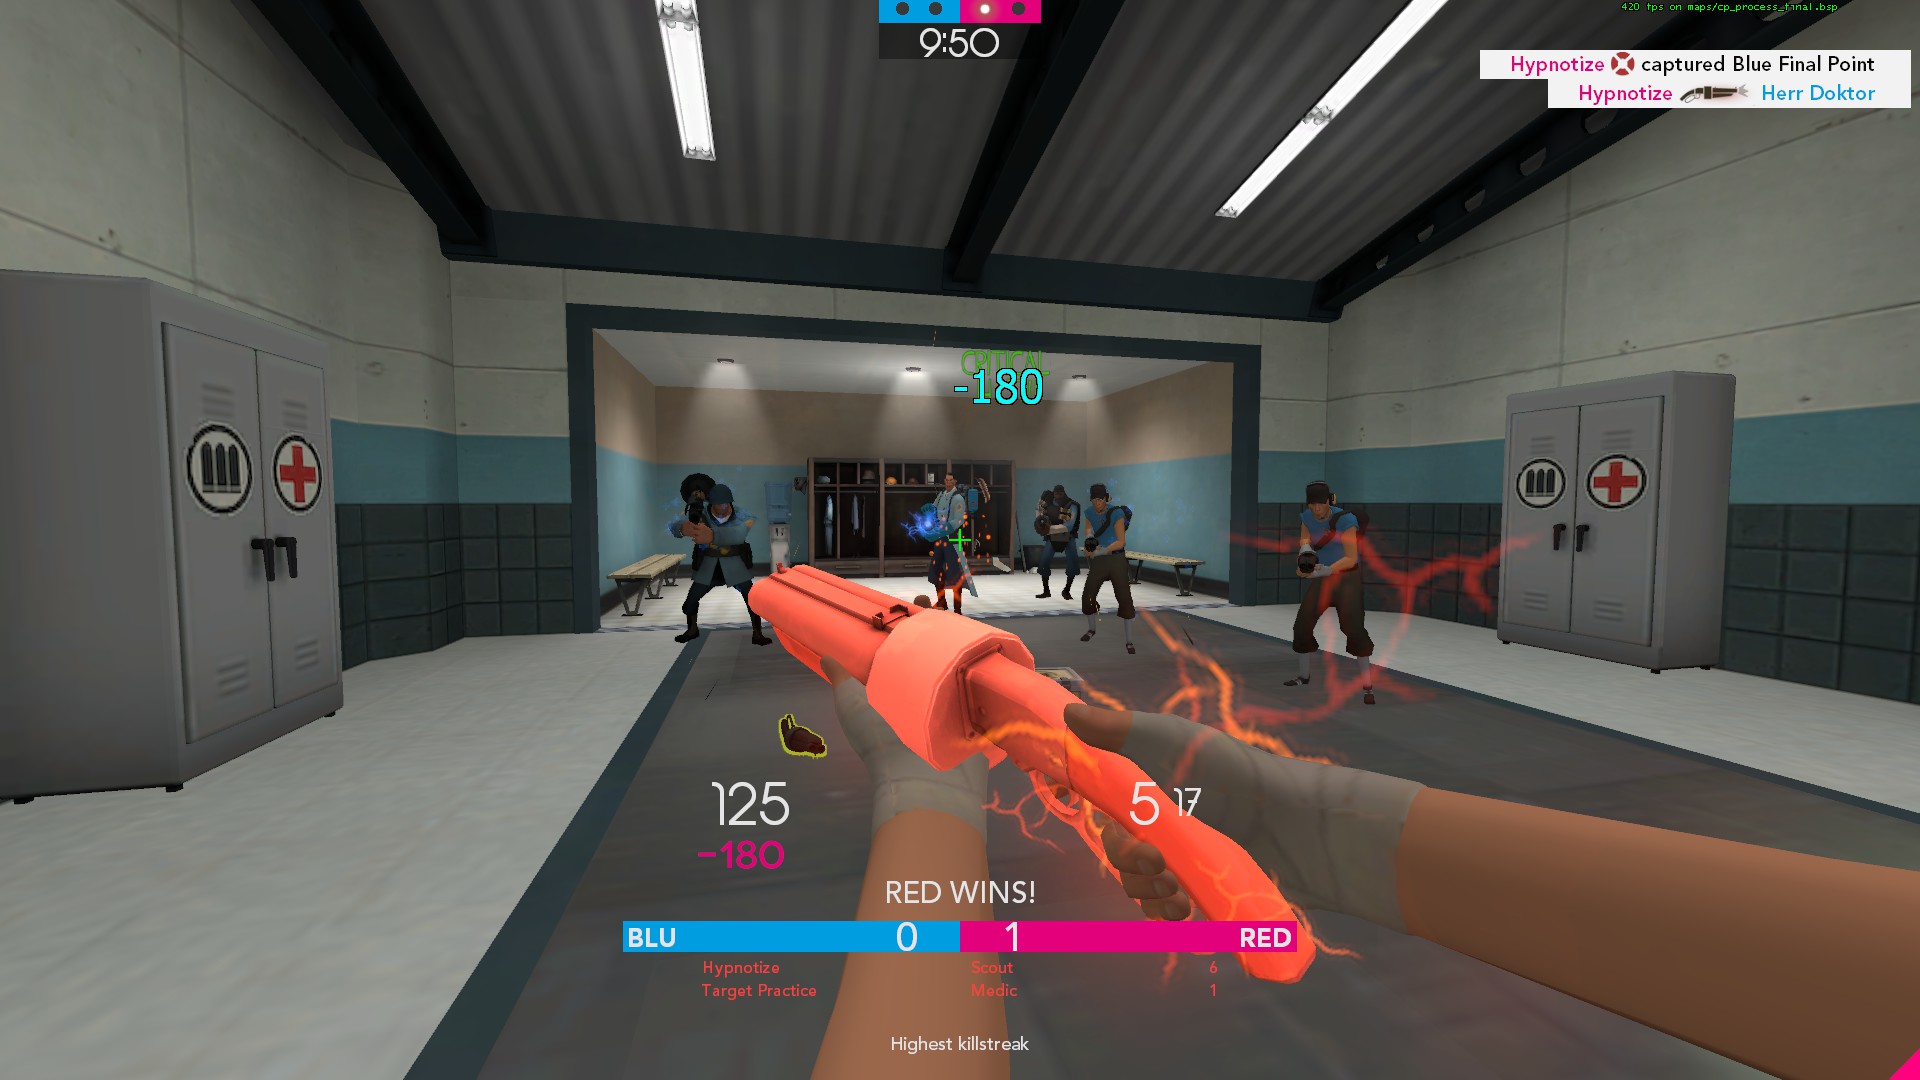 420 fps on maps/cp_process_final.bsp
9:50
Hypnotize captured Blue Final Point
Hypnotize Herr Doktor
CRITICAL
-180
125
5 17
-180
RED WINS!
BLU 0 1 RED
Hypnotize Scout 6
Target Practice Medic 1
Highest killstreak